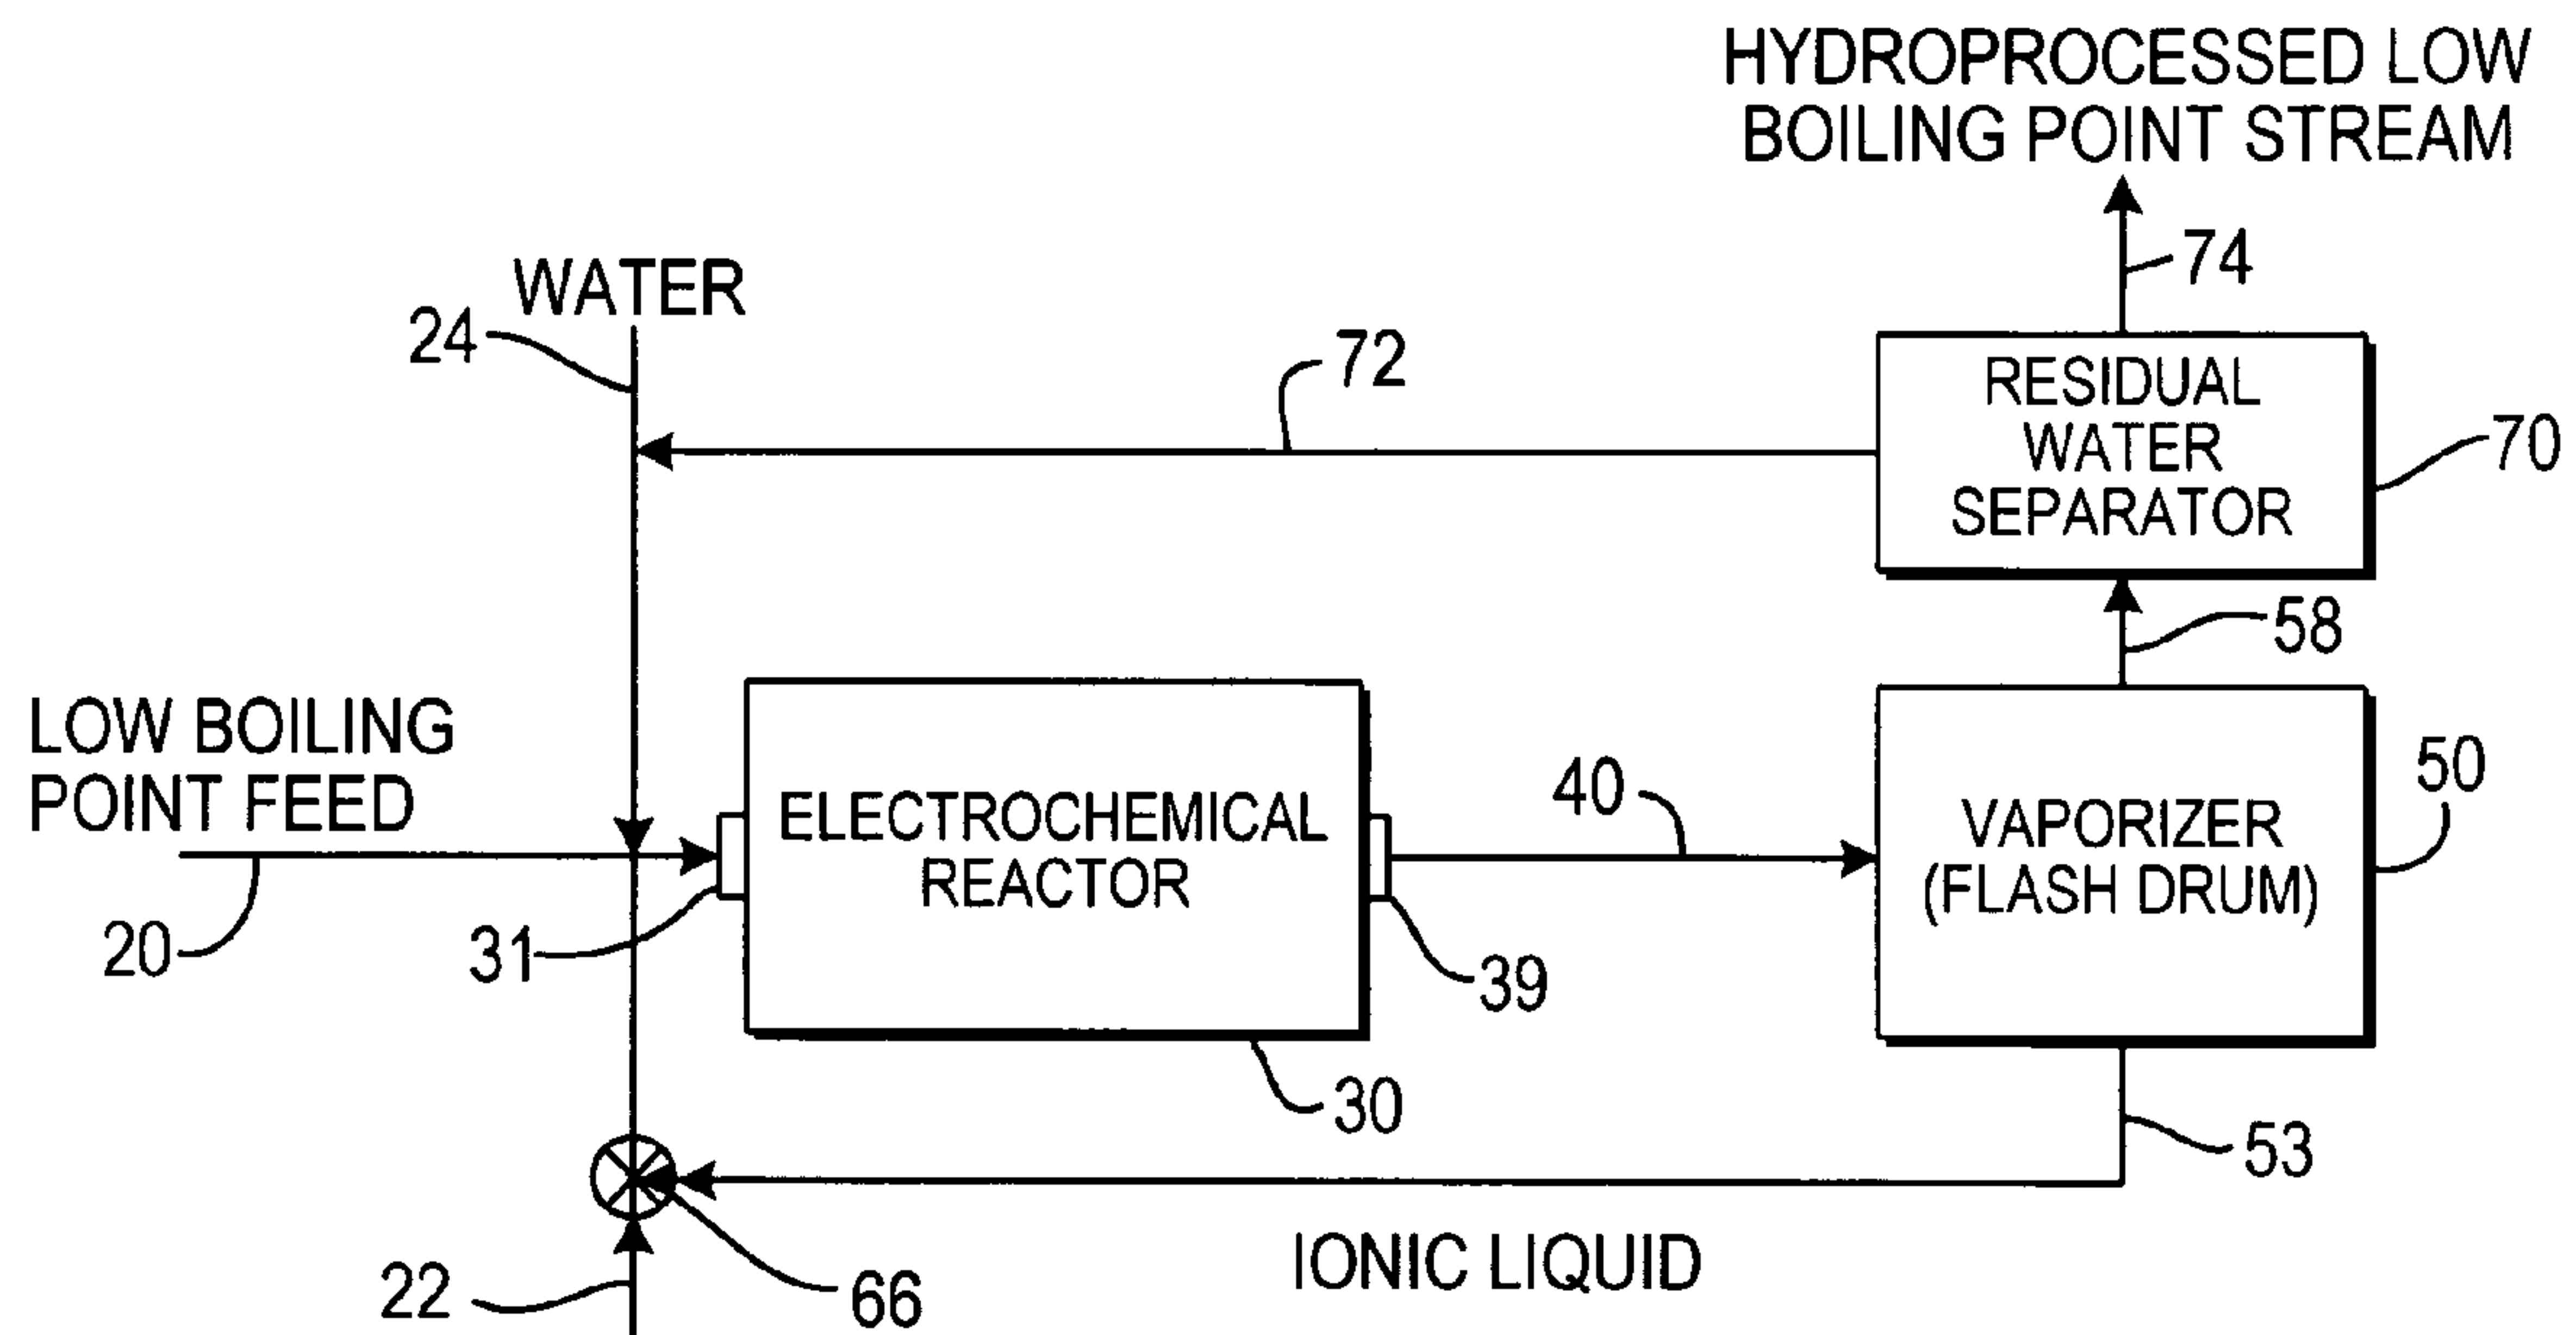 HYDROPROCESSED LOW
BOILING POINT STREAM
74
WATER
24
72
RESIDUAL
WATER
SEPARATOR
70
58
LOW BOILING
POINT FEED
20
31
ELECTROCHEMICAL
REACTOR
30
40
39
VAPORIZER
(FLASH DRUM)
50
53
IONIC LIQUID
22
66